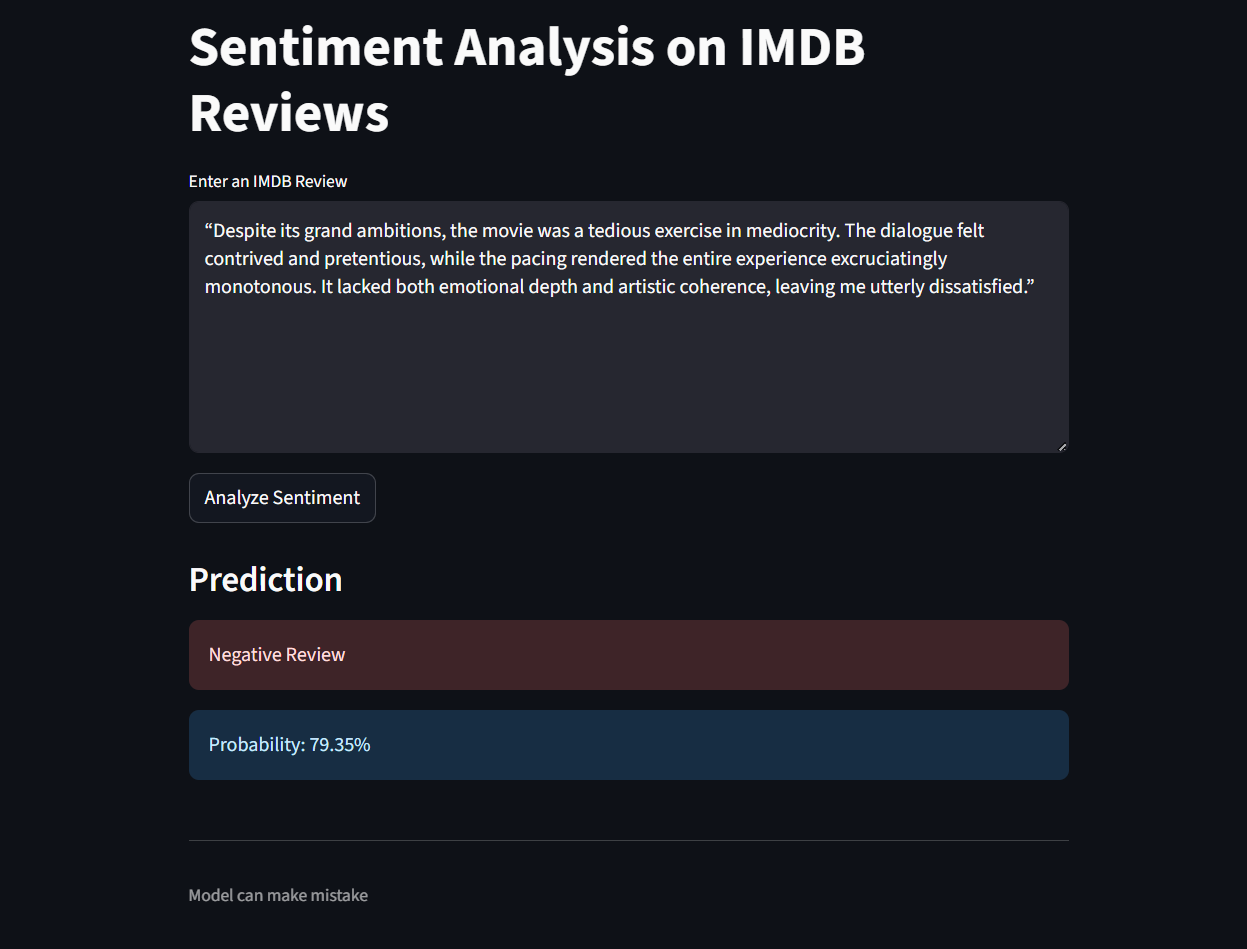 Sentiment Analysis on IMDB
Reviews
Enter an IMDB Review
“Despite its grand ambitions, the movie was a tedious exercise in mediocrity. The dialogue felt
contrived and pretentious, while the pacing rendered the entire experience excruciatingly
monotonous. It lacked both emotional depth and artistic coherence, leaving me utterly dissatisfied.”
Analyze Sentiment
Prediction
Negative Review
Probability: 79.35%
Model can make mistake